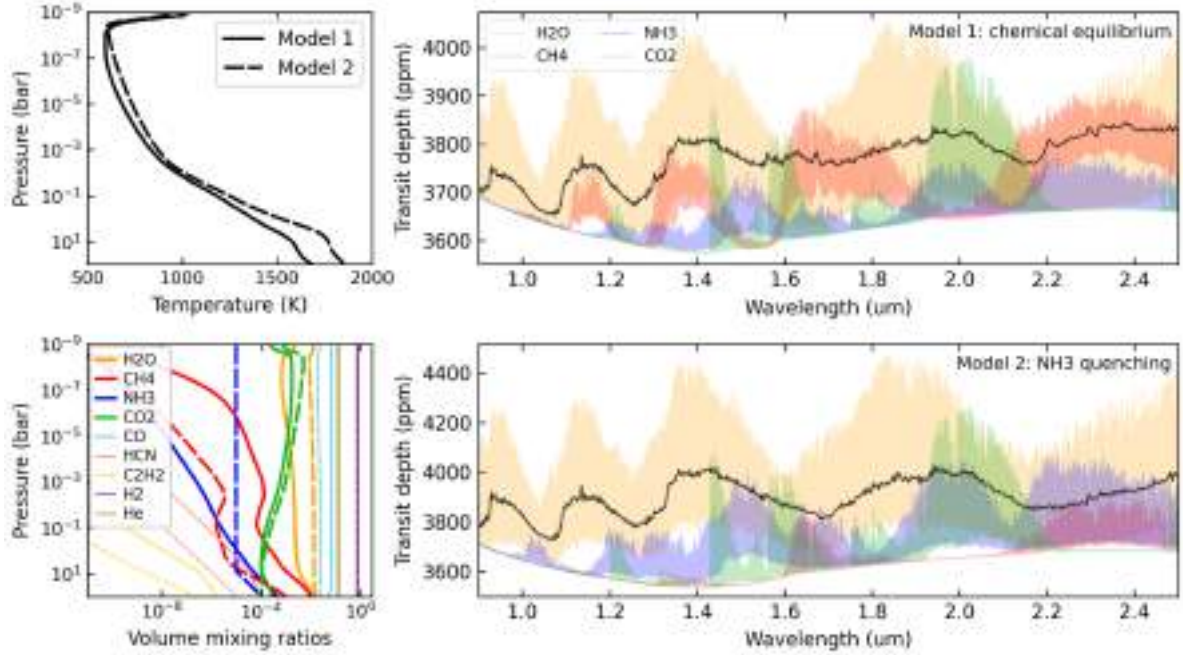 10⁻⁹
10⁻⁷
10⁻⁵
10⁻³
10⁻¹
10¹
Pressure (bar)
Model 1
Model 2
500 1000 1500 2000
Temperature (K)
4000
3900
3800
3700
3600
Transit depth (ppm)
H2O NH3
CH4 CO2
Model 1: chemical equilibrium
1.0 1.2 1.4 1.6 1.8 2.0 2.2 2.4
Wavelength (um)
10⁻⁹
10⁻⁷
10⁻⁵
10⁻³
10⁻¹
10¹
Pressure (bar)
H2O
CH4
NH3
CO2
CO
HCN
C2H2
H2
He
10⁻⁸ 10⁻⁴ 10⁰
Volume mixing ratios
4400
4200
4000
3800
3600
Transit depth (ppm)
Model 2: NH3 quenching
1.0 1.2 1.4 1.6 1.8 2.0 2.2 2.4
Wavelength (um)